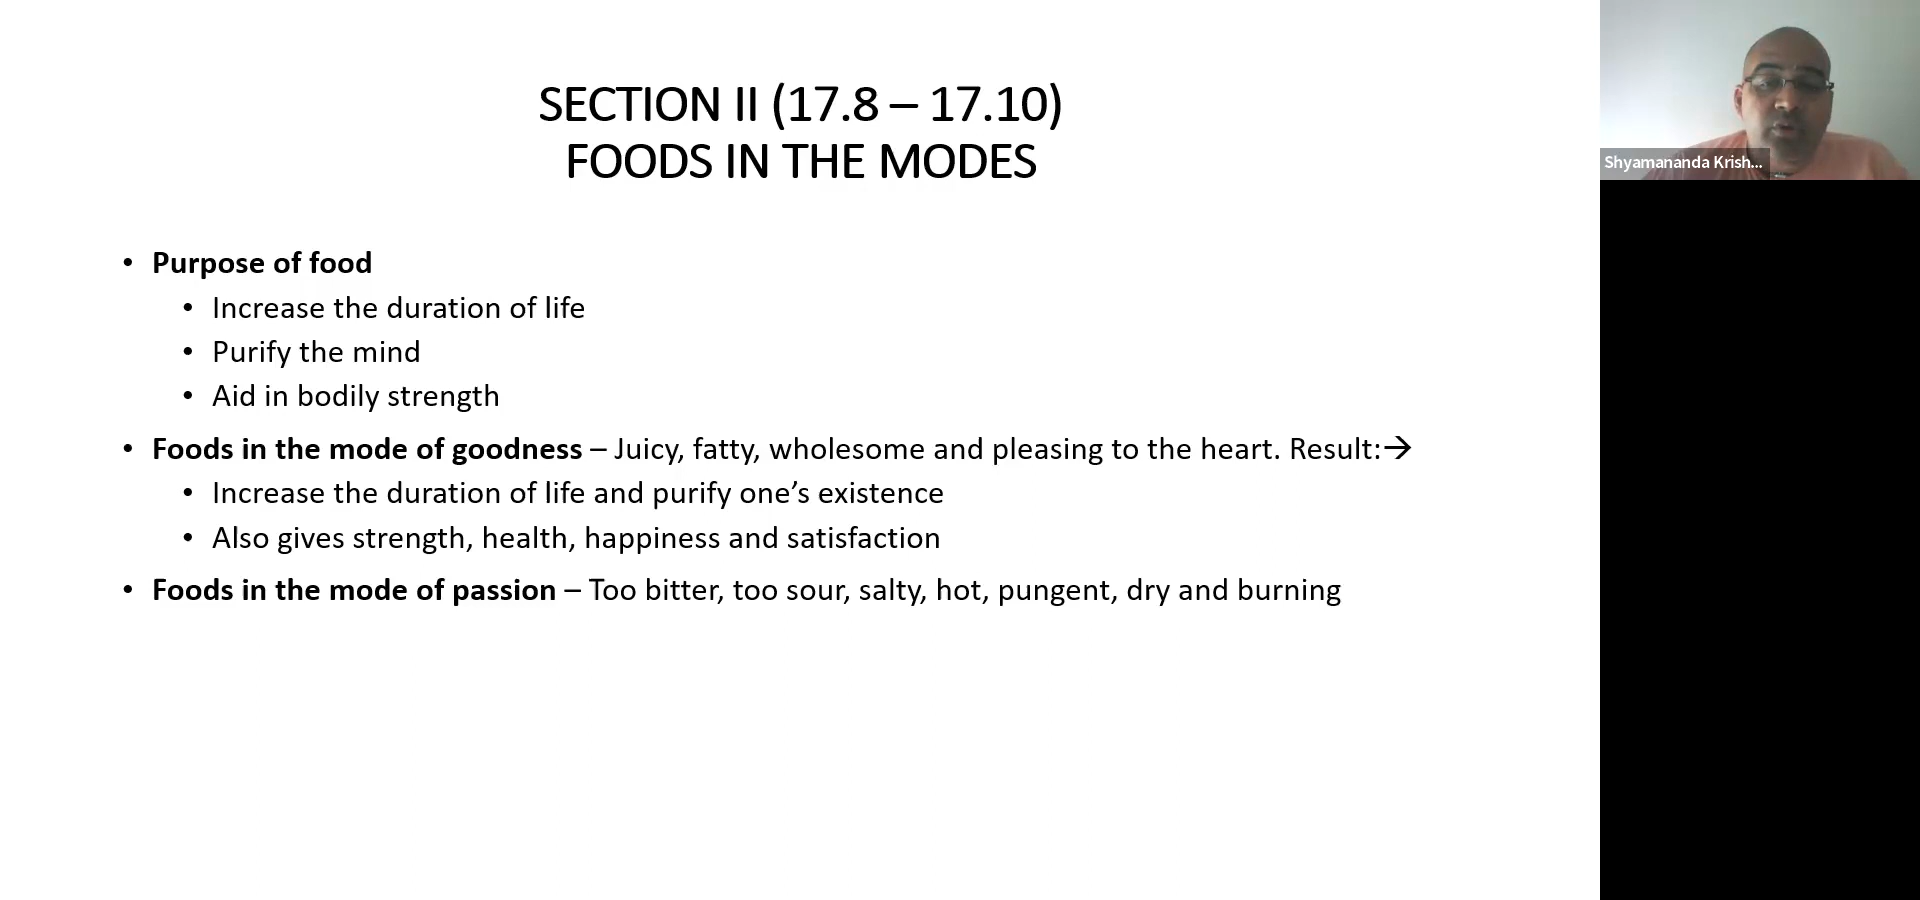 SECTION II (17.8 – 17.10)
FOODS IN THE MODES
• Purpose of food
• Increase the duration of life
• Purify the mind
• Aid in bodily strength
• Foods in the mode of goodness – Juicy, fatty, wholesome and pleasing to the heart. Result:→
• Increase the duration of life and purify one’s existence
• Also gives strength, health, happiness and satisfaction
• Foods in the mode of passion – Too bitter, too sour, salty, hot, pungent, dry and burning
Shyamananda Krish...